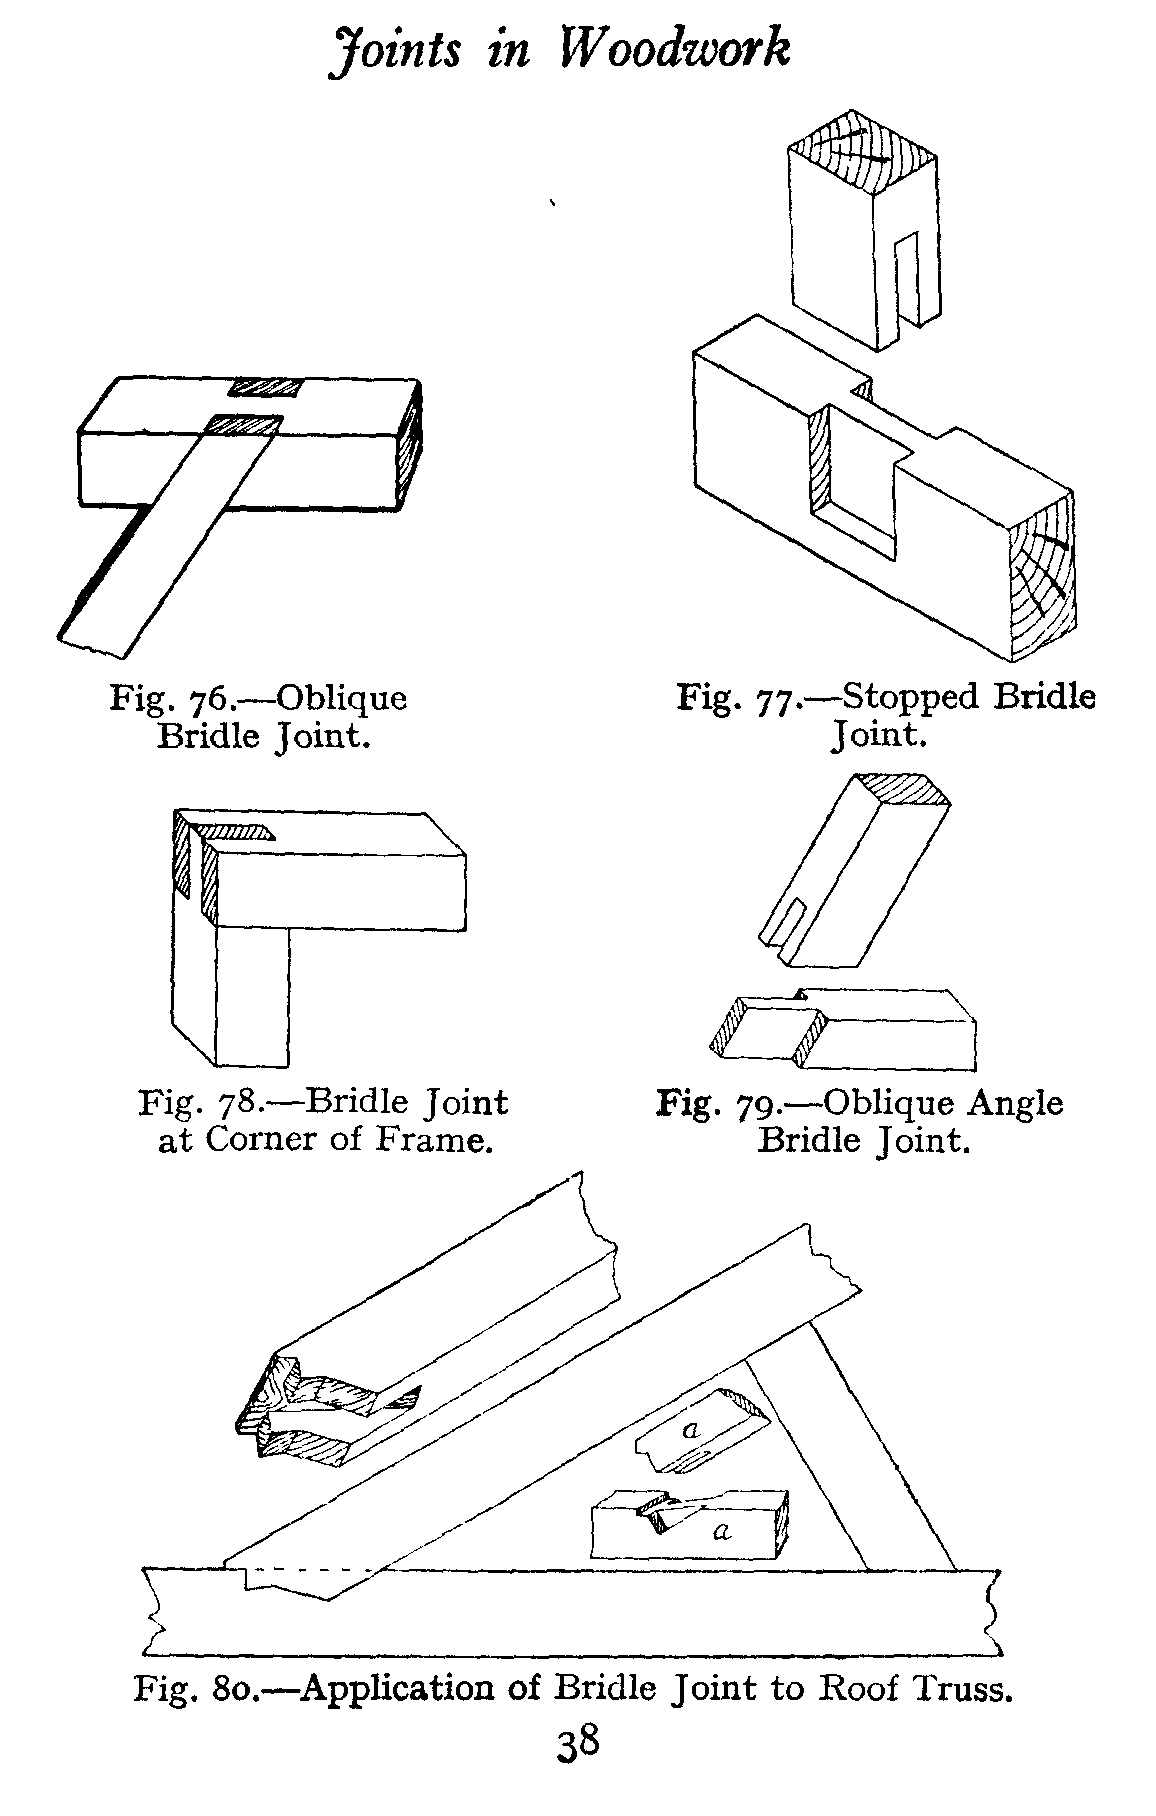 Joints in Woodwork
Fig. 76.—Oblique
Bridle Joint.
Fig. 77.—Stopped Bridle
Joint.
Fig. 78.—Bridle Joint
at Corner of Frame.
Fig. 79.—Oblique Angle
Bridle Joint.
a
a
Fig. 80.—Application of Bridle Joint to Roof Truss.
38